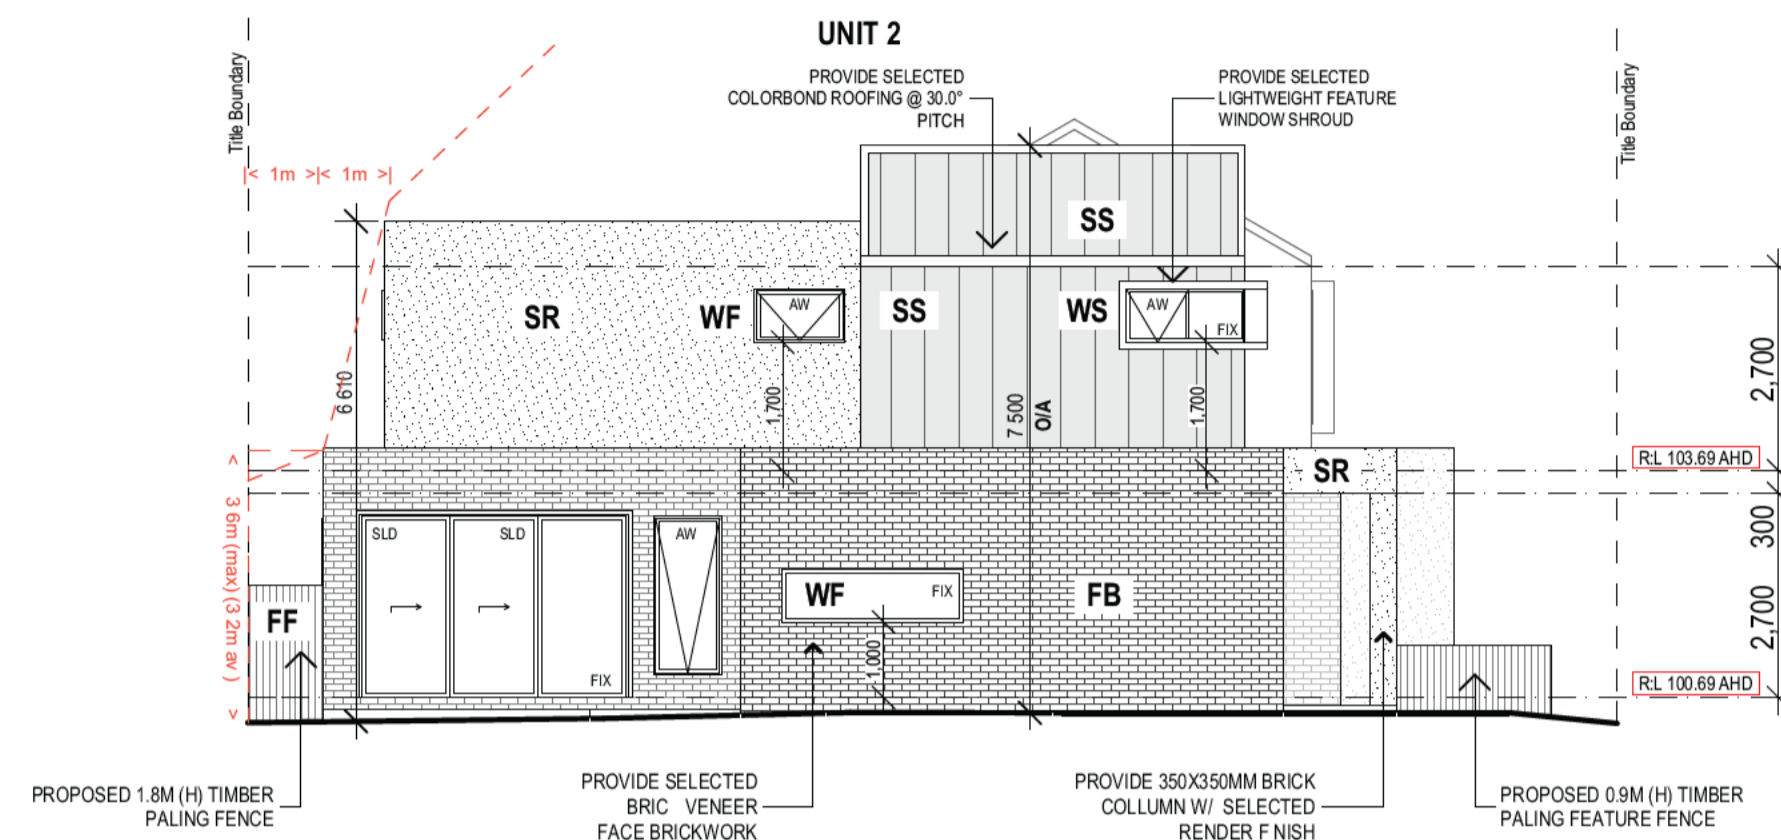 UNIT 2
PROVIDE SELECTED
COLORBOND ROOFING @ 30.0°
PITCH
PROVIDE SELECTED
LIGHTWEIGHT FEATURE
WINDOW SHROUD
Title Boundary
Title Boundary
|< 1m >|< 1m >|
SS
SR
WF
AW
SS
WS
AW
FIX
6 610
1,700
7 500
O/A
1,700
2,700
R:L 103.69 AHD
SR
300
< 3 6m (max) (3 2m av ) >
SLD
SLD
FIX
AW
WF
FIX
FB
FF
1,000
2,700
R:L 100.69 AHD
PROPOSED 1.8M (H) TIMBER
PALING FENCE
PROVIDE SELECTED
BRIC VENEER
FACE BRICKWORK
PROVIDE 350X350MM BRICK
COLLUMN W/ SELECTED
RENDER F NISH
PROPOSED 0.9M (H) TIMBER
PALING FEATURE FENCE